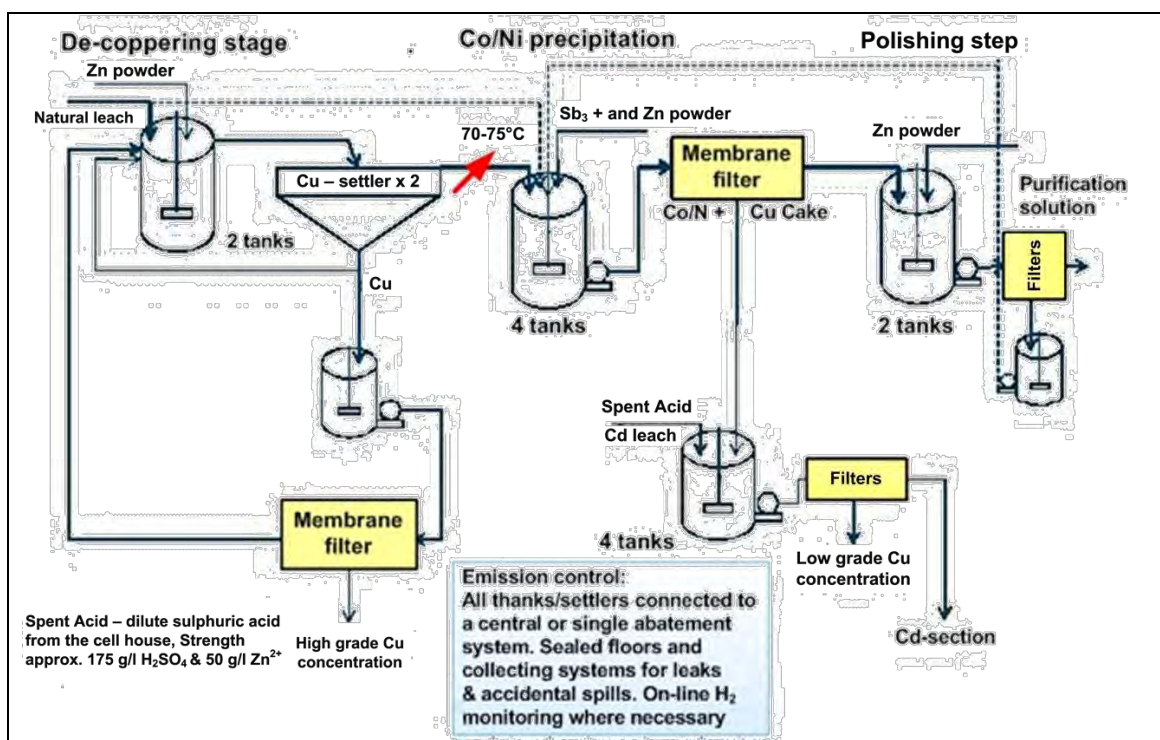 De-coppering stage
Co/Ni precipitation
Polishing step
Zn powder
Natural leach
70-75°C
Sb₃ + and Zn powder
Zn powder
Cu – settler x 2
Membrane
filter
Purification
solution
Co/N + Cu Cake
2 tanks
Filters
Cu
4 tanks
2 tanks
Spent Acid
Cd leach
Filters
Membrane
filter
4 tanks
Low grade Cu
concentration
Emission control:
All thanks/settlers connected to
a central or single abatement
system. Sealed floors and
collecting systems for leaks
& accidental spills. On-line H₂
monitoring where necessary
Cd-section
Spent Acid – dilute sulphuric acid
from the cell house, Strength
approx. 175 g/l H₂SO₄ & 50 g/l Zn²⁺
High grade Cu
concentration